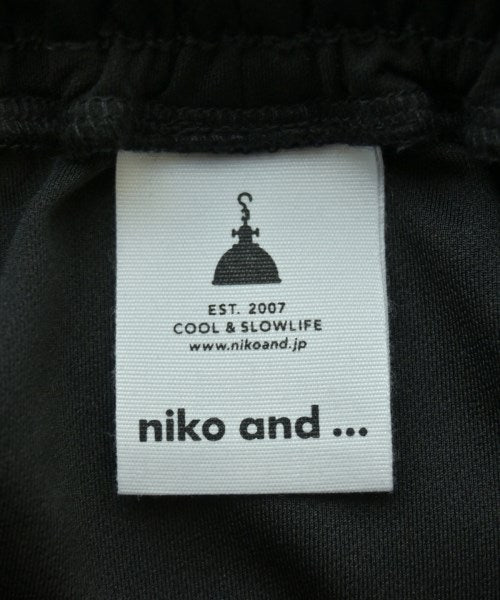 EST. 2007
COOL & SLOWLIFE
www.nikoand.jp
niko and ...